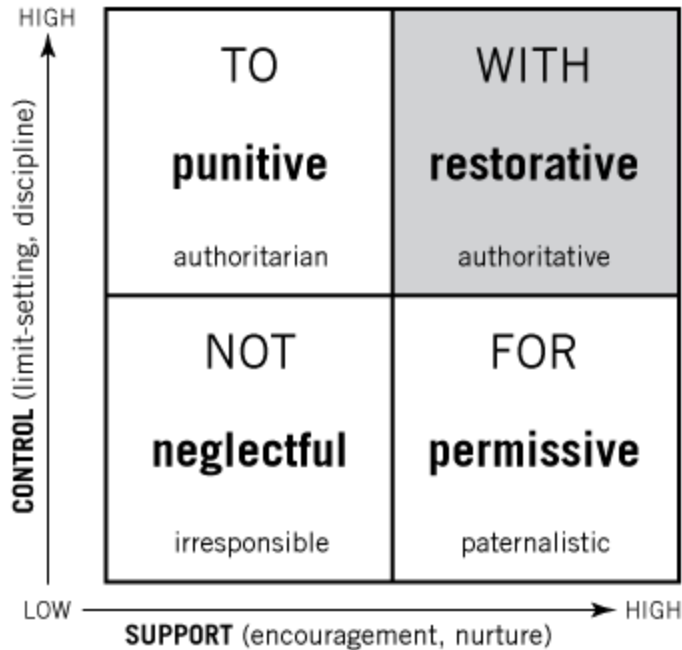 HIGH
TO
WITH
punitive
restorative
authoritarian
authoritative
NOT
FOR
neglectful
permissive
irresponsible
paternalistic
CONTROL (limit-setting, discipline)
LOW
HIGH
SUPPORT (encouragement, nurture)